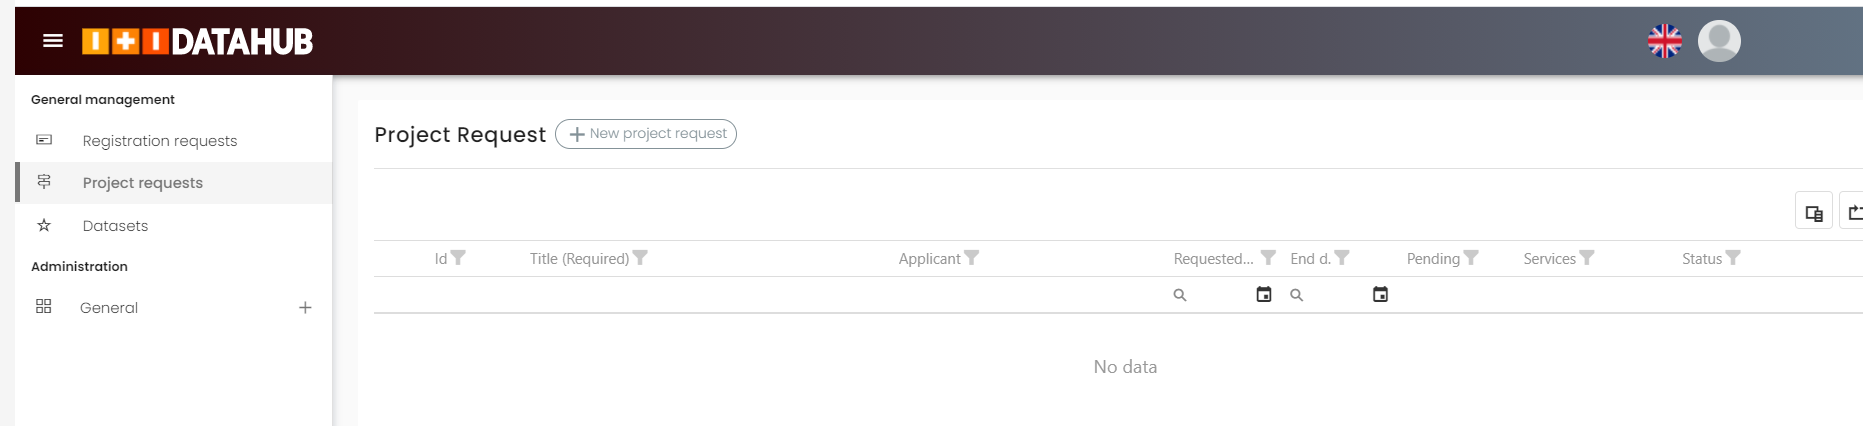 I + I DATAHUB
General management
Registration requests
Project requests
Datasets
Administration
General
Project Request
New project request
Id Title (Required) Applicant Requested... End d. Pending Services Status
No data